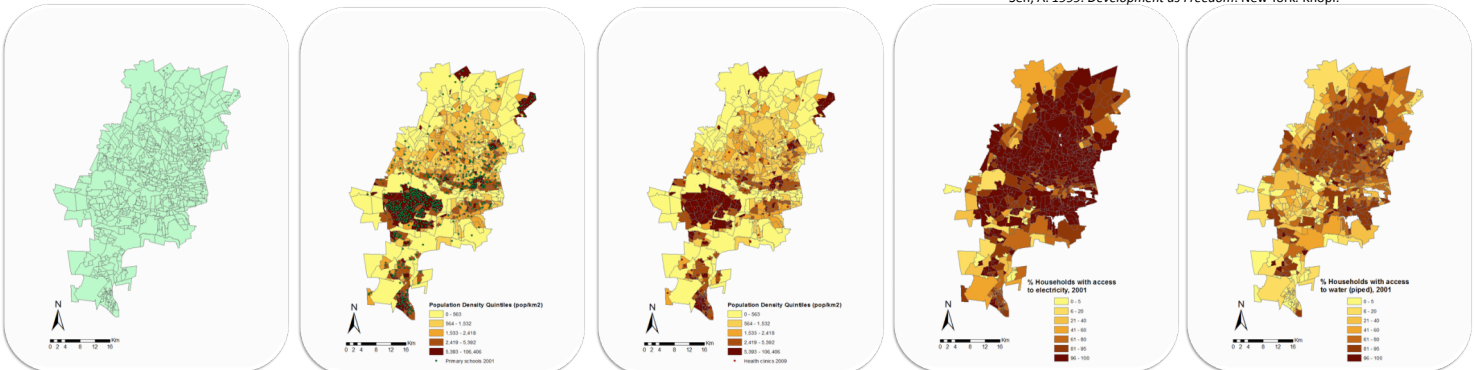 Sen, A. 1999. Development as Freedom. New York: Knopf.
N
0 2 4 8 12 16
Km
N
0 2 4 8 12 16
Km
Population Density Quintiles (pop/km2)
0 - 563
564 - 1,532
1,533 - 2,418
2,419 - 5,392
5,393 - 106,406
Primary schools 2001
N
0 2 4 8 12 16
Km
Population Density Quintiles (pop/km2)
0 - 563
564 - 1,532
1,533 - 2,418
2,419 - 5,392
5,393 - 106,406
Health clinics 2009
N
0 2 4 8 12 16
Km
% Households with access
to electricity, 2001
0 - 5
6 - 20
21 - 40
41 - 60
61 - 80
81 - 95
96 - 100
N
0 2 4 8 12 16
Km
% Households with access
to water (piped), 2001
0 - 5
6 - 20
21 - 40
41 - 60
61 - 80
81 - 95
96 - 100